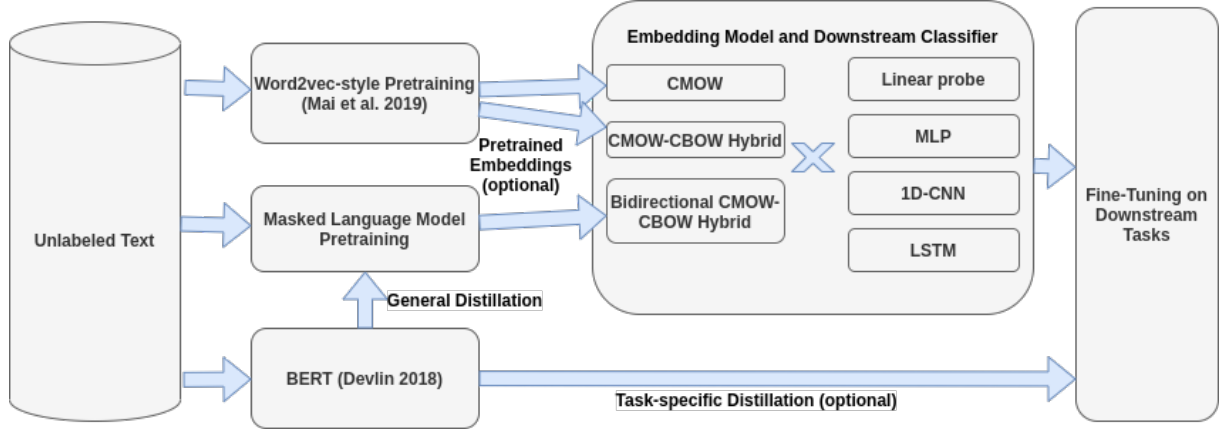 Unlabeled Text
Word2vec-style Pretraining
(Mai et al. 2019)
Pretrained
Embeddings
(optional)
Masked Language Model
Pretraining
General Distillation
BERT (Devlin 2018)
Task-specific Distillation (optional)
Embedding Model and Downstream Classifier
CMOW
CMOW-CBOW Hybrid
Bidirectional CMOW-
CBOW Hybrid
Linear probe
MLP
1D-CNN
LSTM
Fine-Tuning on
Downstream
Tasks